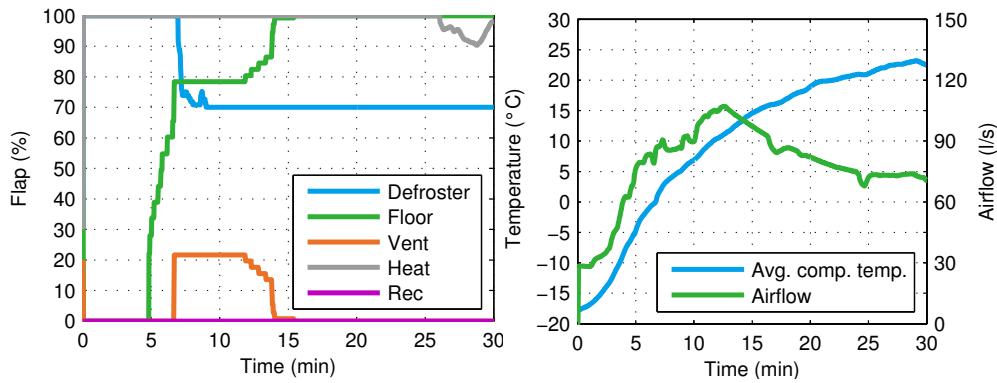 100
90
80
70
60
50
40
30
20
10
0
Flap (%)
0 5 10 15 20 25 30
Time (min)
Defroster
Floor
Vent
Heat
Rec
30
25
20
15
10
5
0
−5
−10
−15
−20
Temperature (° C)
0 5 10 15 20 25 30
Time (min)
Avg. comp. temp.
Airflow
150
120
90
60
30
0
Airflow (l/s)